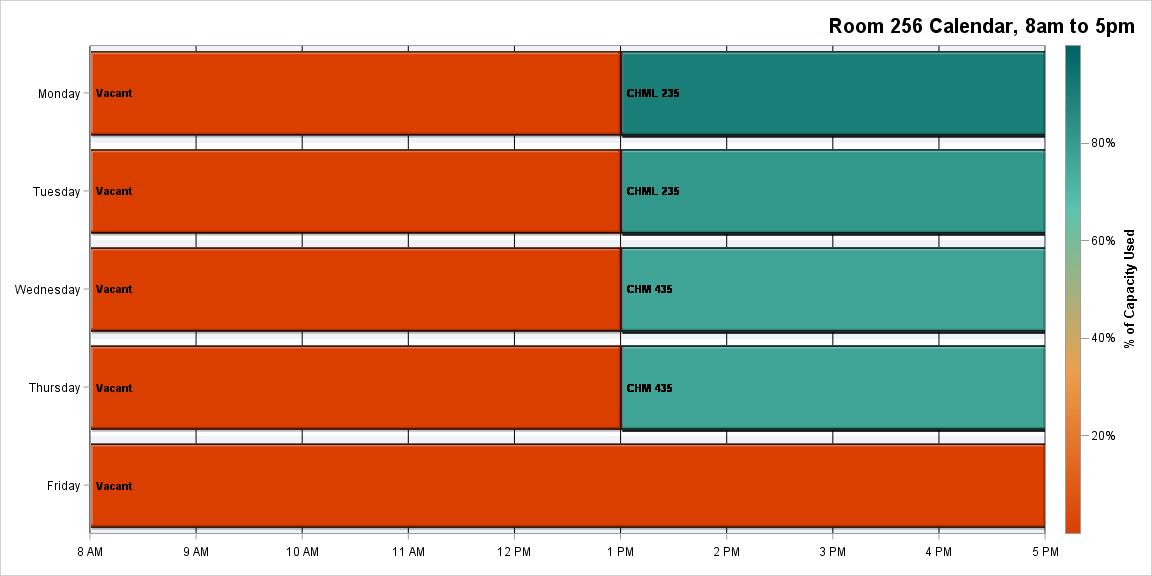 Room 256 Calendar, 8am to 5pm
Monday
Vacant
CHML 235
Tuesday
Vacant
CHML 235
Wednesday
Vacant
CHM 435
Thursday
Vacant
CHM 435
Friday
Vacant
8 AM 9 AM 10 AM 11 AM 12 PM 1 PM 2 PM 3 PM 4 PM 5 PM
80%
60%
40%
20%
% of Capacity Used